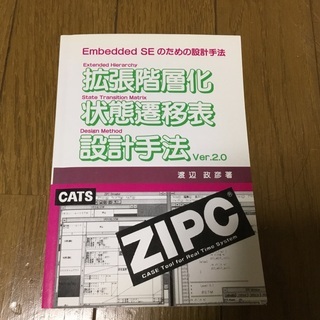 Embedded SEのための設計手法
Extended Hierarchy
拡張階層化
State Transition Matrix
状態遷移表
Design Method
設計手法 Ver.2.0
渡辺 政彦 著
CATS
ZIPC®
CASE Tool for Real Time System